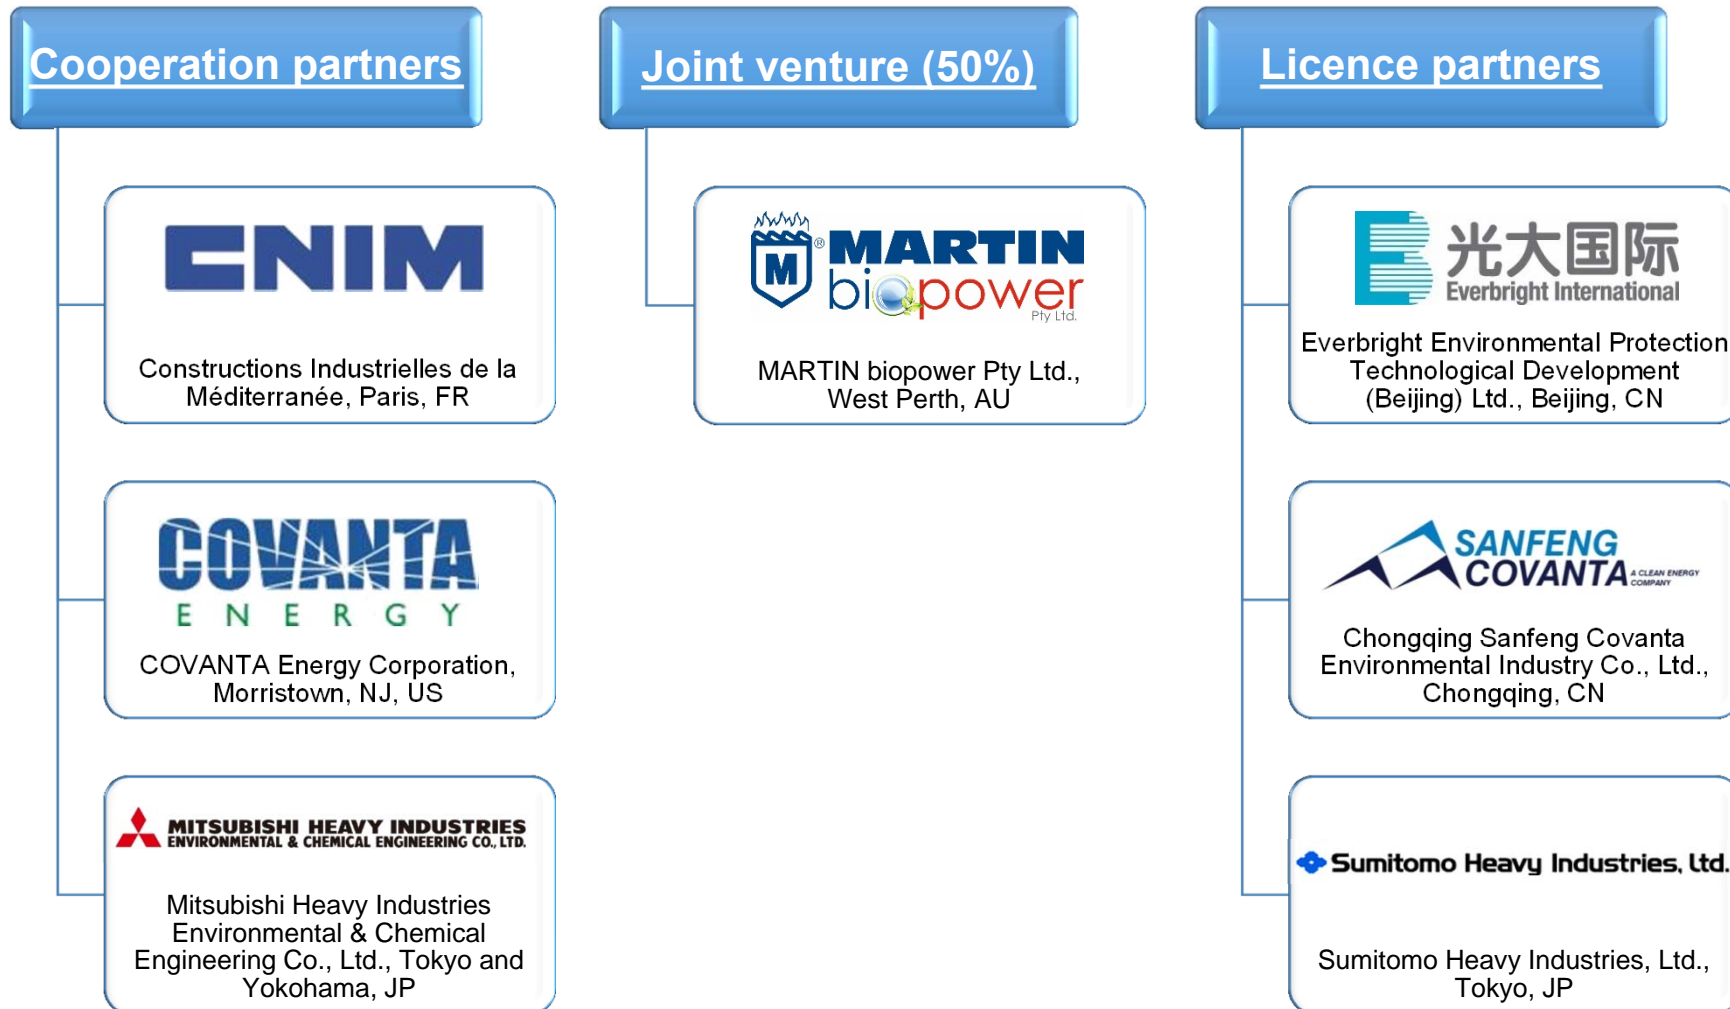 Cooperation partners
CNIM
Constructions Industrielles de la
Méditerranée, Paris, FR
COVANTA
ENERGY
COVANTA Energy Corporation,
Morristown, NJ, US
MITSUBISHI HEAVY INDUSTRIES
ENVIRONMENTAL & CHEMICAL ENGINEERING CO., LTD.
Mitsubishi Heavy Industries
Environmental & Chemical
Engineering Co., Ltd., Tokyo and
Yokohama, JP
Joint venture (50%)
M ® MARTIN
biopower
Pty Ltd.
MARTIN biopower Pty Ltd.,
West Perth, AU
Licence partners
E 光大国际
Everbright International
Everbright Environmental Protection
Technological Development
(Beijing) Ltd., Beijing, CN
SANFENG
COVANTA A CLEAN ENERGY
COMPANY
Chongqing Sanfeng Covanta
Environmental Industry Co., Ltd.,
Chongqing, CN
Sumitomo Heavy Industries, Ltd.
Sumitomo Heavy Industries, Ltd.,
Tokyo, JP